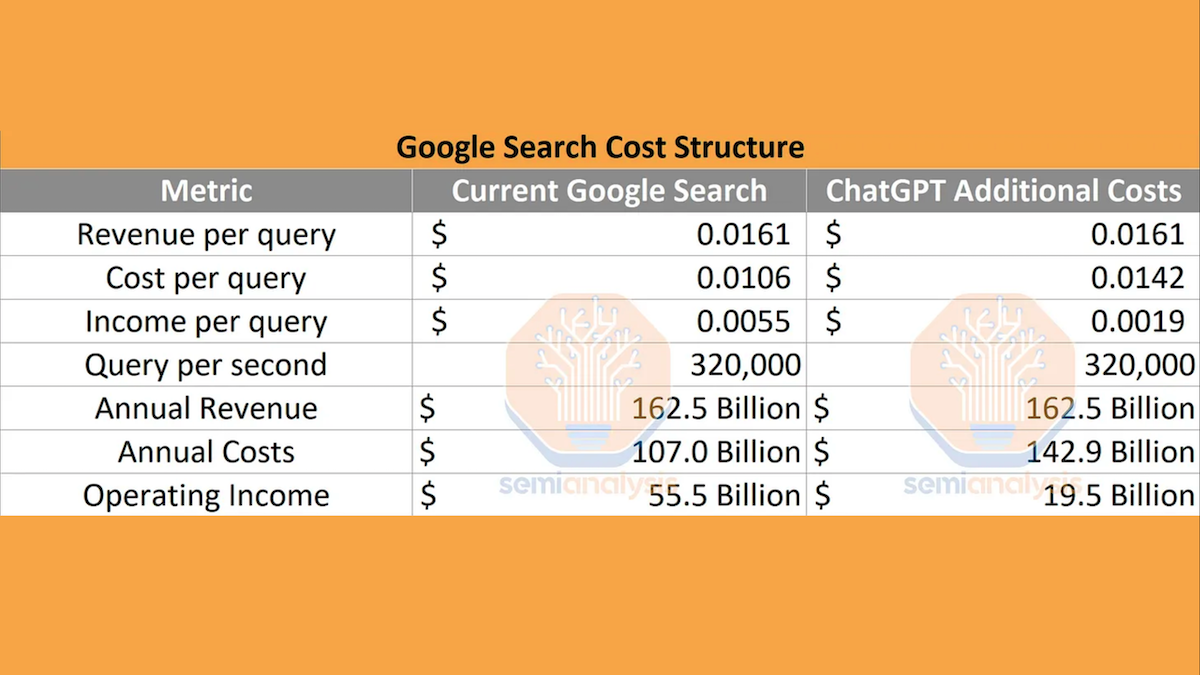 Google Search Cost Structure
Metric Current Google Search ChatGPT Additional Costs
Revenue per query $ 0.0161 $ 0.0161
Cost per query $ 0.0106 $ 0.0142
Income per query $ 0.0055 $ 0.0019
Query per second 320,000 320,000
Annual Revenue $ 162.5 Billion $ 162.5 Billion
Annual Costs $ 107.0 Billion $ 142.9 Billion
Operating Income $ 55.5 Billion $ 19.5 Billion
semianalysis semianalysis